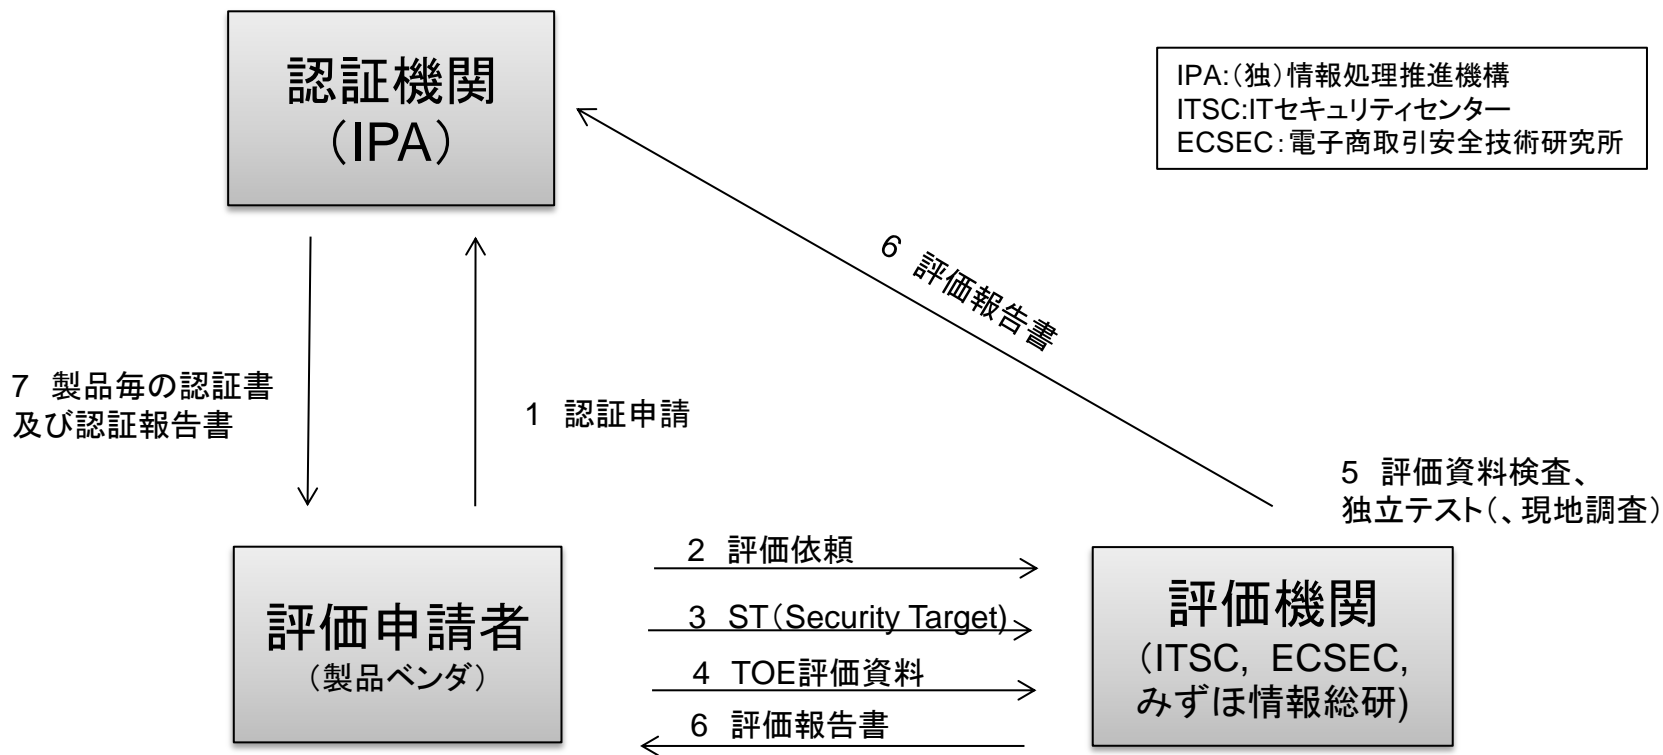 認証機関
（IPA）
IPA:（独）情報処理推進機構
ITSC:ITセキュリティセンター
ECSEC：電子商取引安全技術研究所
6 評価報告書
7 製品毎の認証書
及び認証報告書
1 認証申請
5 評価資料検査、
独立テスト（、現地調査）
2 評価依頼
3 ST（Security Target)
4 TOE評価資料
6 評価報告書
評価申請者
（製品ベンダ）
評価機関
（ITSC, ECSEC,
みずほ情報総研)